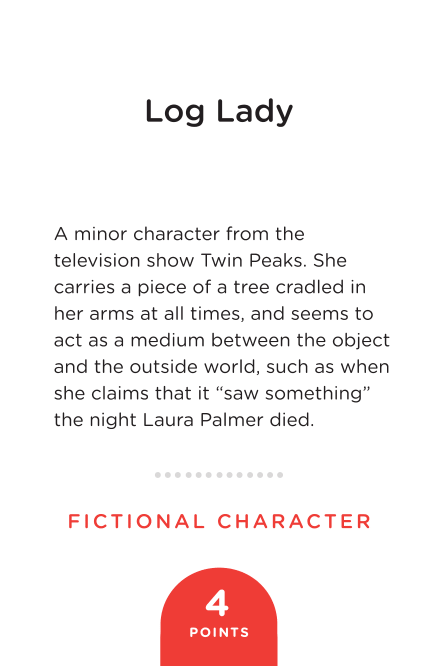 Log Lady
A minor character from the
television show Twin Peaks. She
carries a piece of a tree cradled in
her arms at all times, and seems to
act as a medium between the object
and the outside world, such as when
she claims that it “saw something”
the night Laura Palmer died.
FICTIONAL CHARACTER
4
POINTS